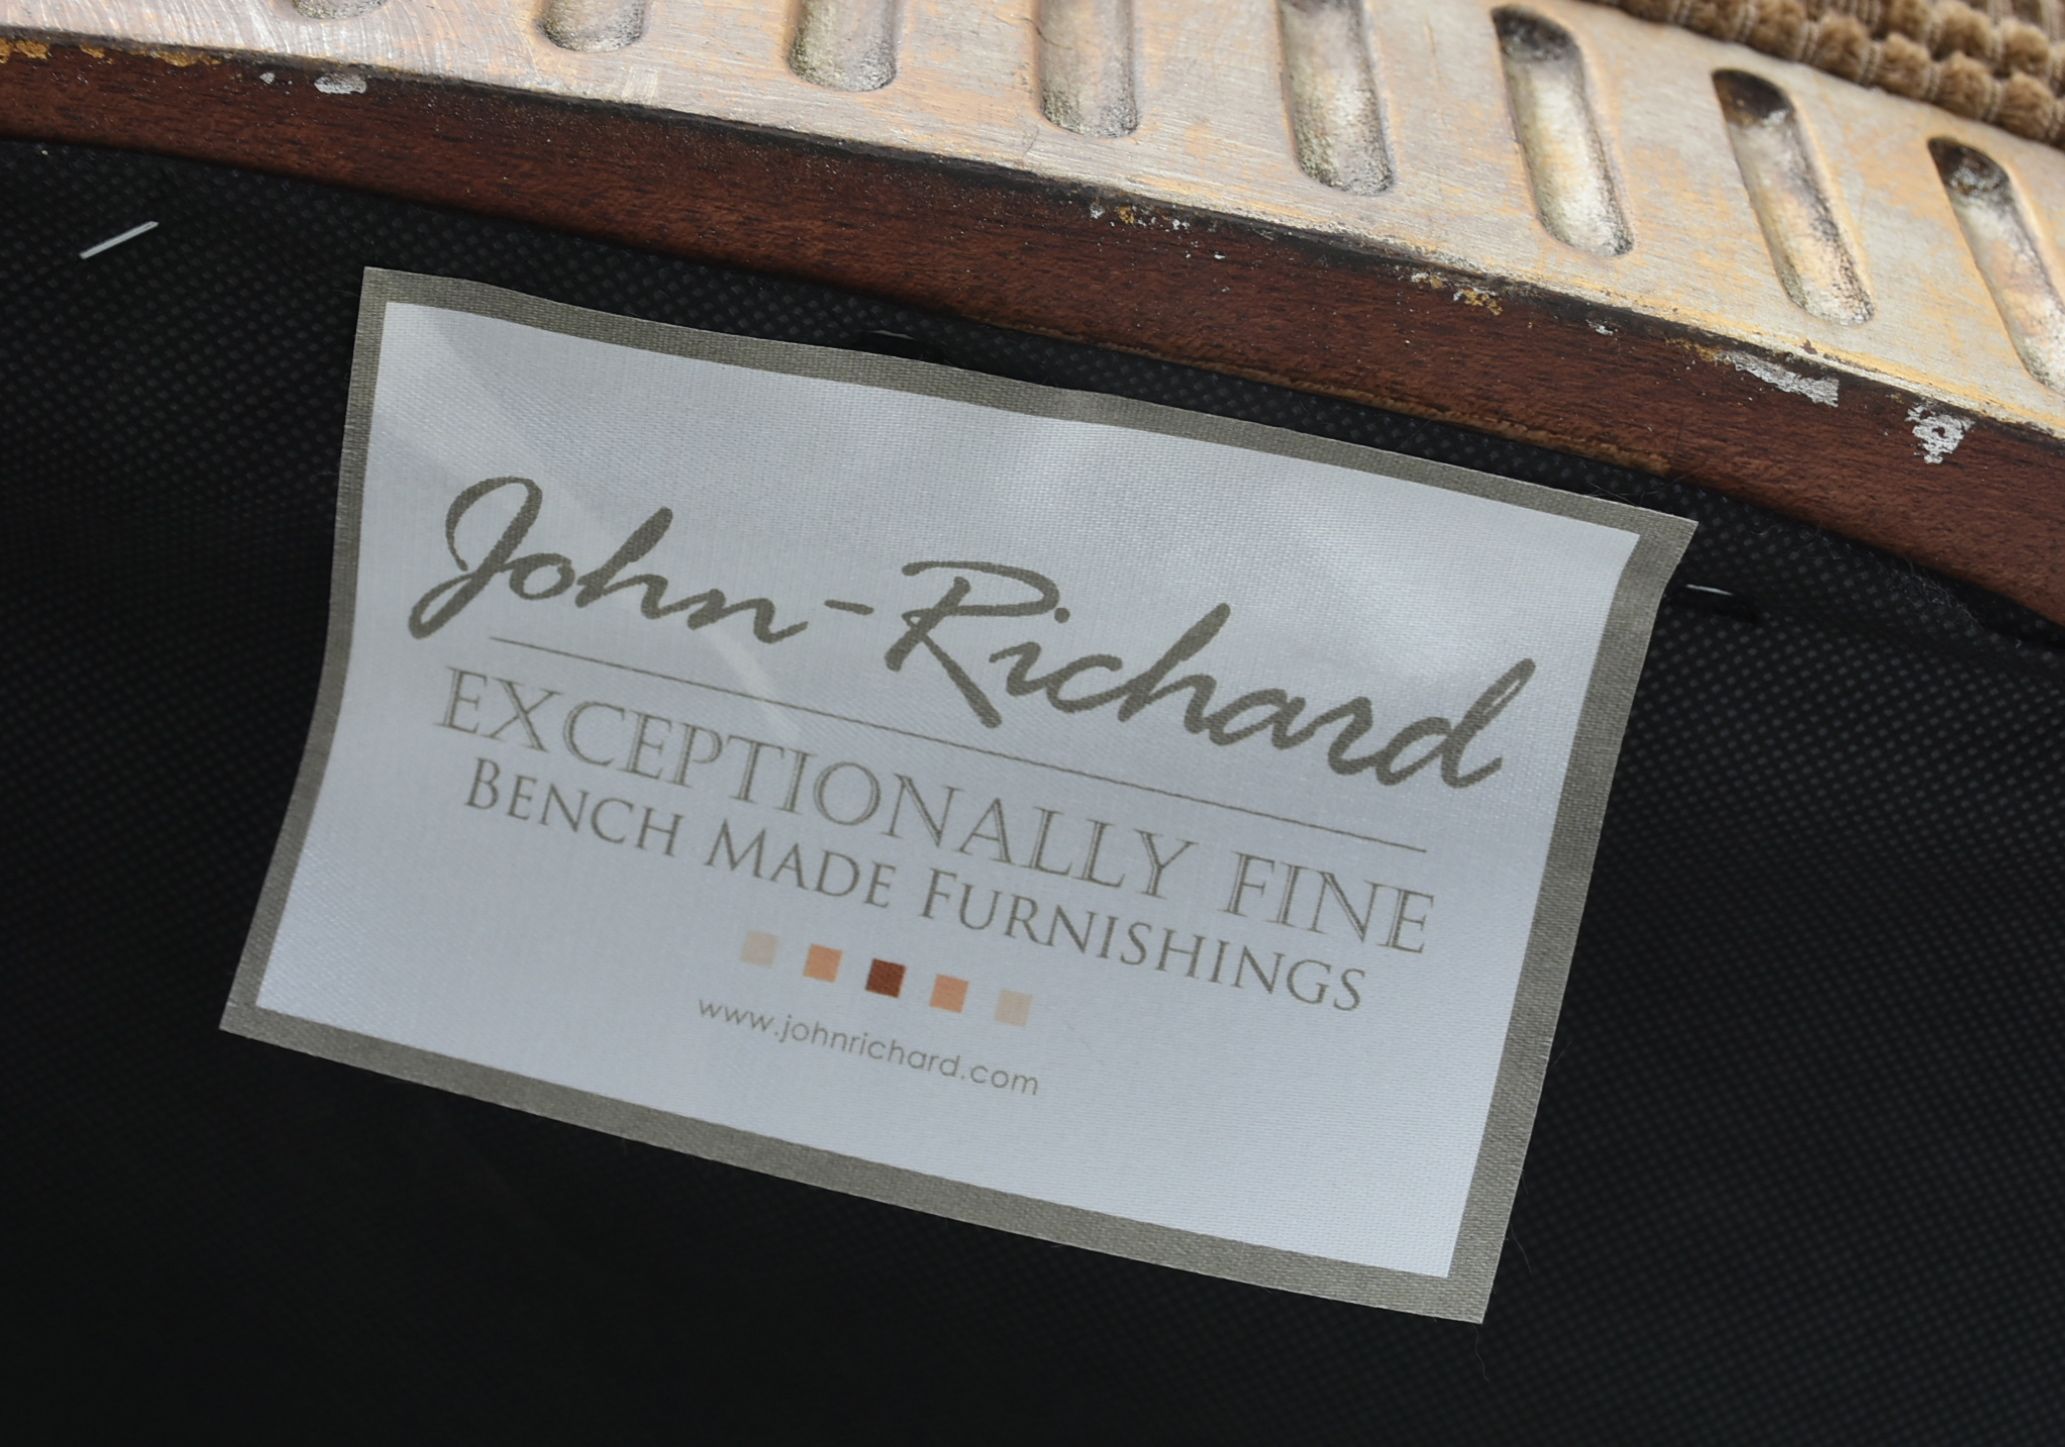 John-Richard
EXCEPTIONALLY FINE
BENCH MADE FURNISHINGS
www.johnrichard.com